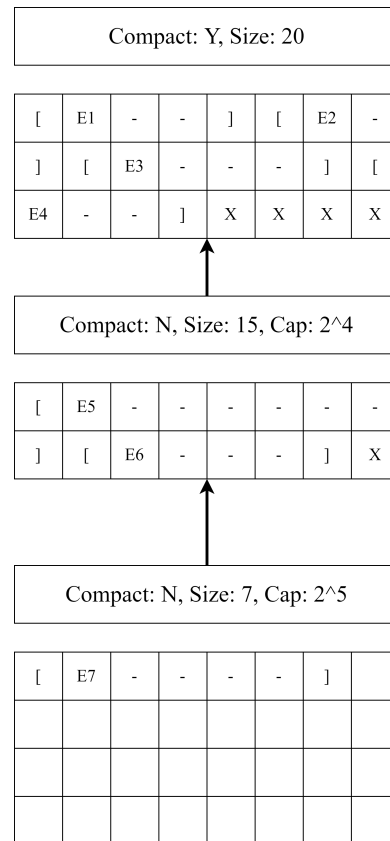 Compact: Y, Size: 20
[ E1 - - ] [ E2 -
] [ E3 - - - ] [
E4 - - ] X X X X
Compact: N, Size: 15, Cap: 2^4
[ E5 - - - - - -
] [ E6 - - - ] X
Compact: N, Size: 7, Cap: 2^5
[ E7 - - - - ]